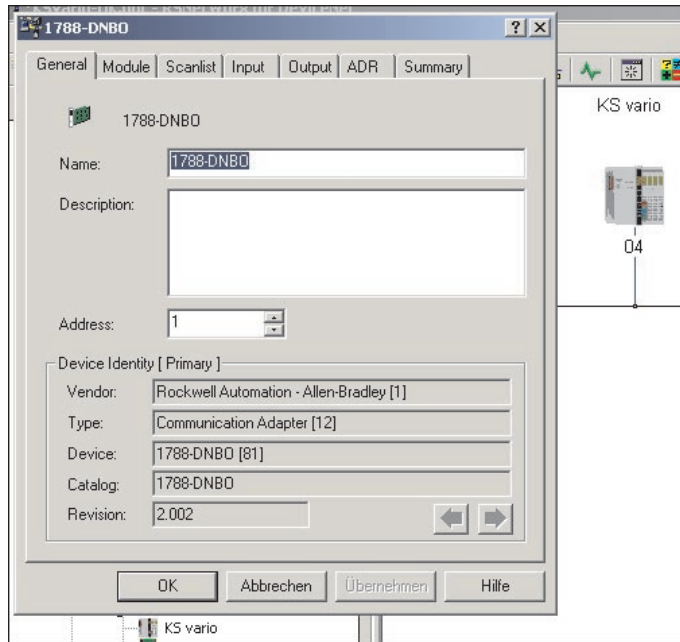 1788-DNBO
General Module Scanlist Input Output ADR Summary
KS vario
1788-DNBO
Name: 1788-DNBO
Description:
04
Address: 1
Device Identity [ Primary ]
Vendor: Rockwell Automation - Allen-Bradley [1]
Type: Communication Adapter [12]
Device: 1788-DNBO [81]
Catalog: 1788-DNBO
Revision: 2.002
OK Abbrechen Übernehmen Hilfe
KS vario